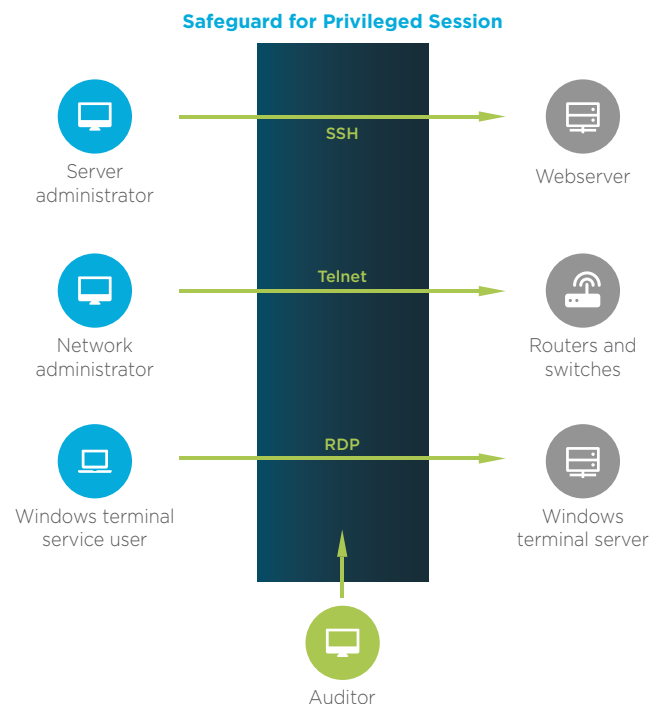 Safeguard for Privileged Session
SSH
Server
administrator
Webserver
Telnet
Network
administrator
Routers and
switches
RDP
Windows terminal
service user
Windows
terminal server
Auditor